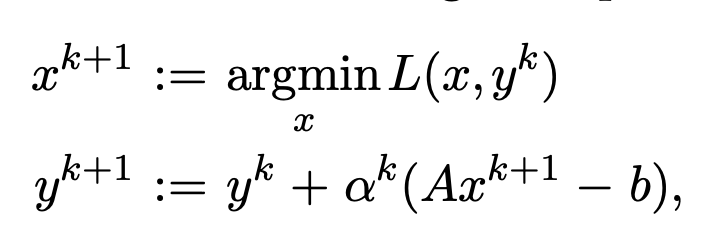 x^{k+1} := argmin_x L(x, y^k)
y^{k+1} := y^k + α^k(Ax^{k+1} − b),